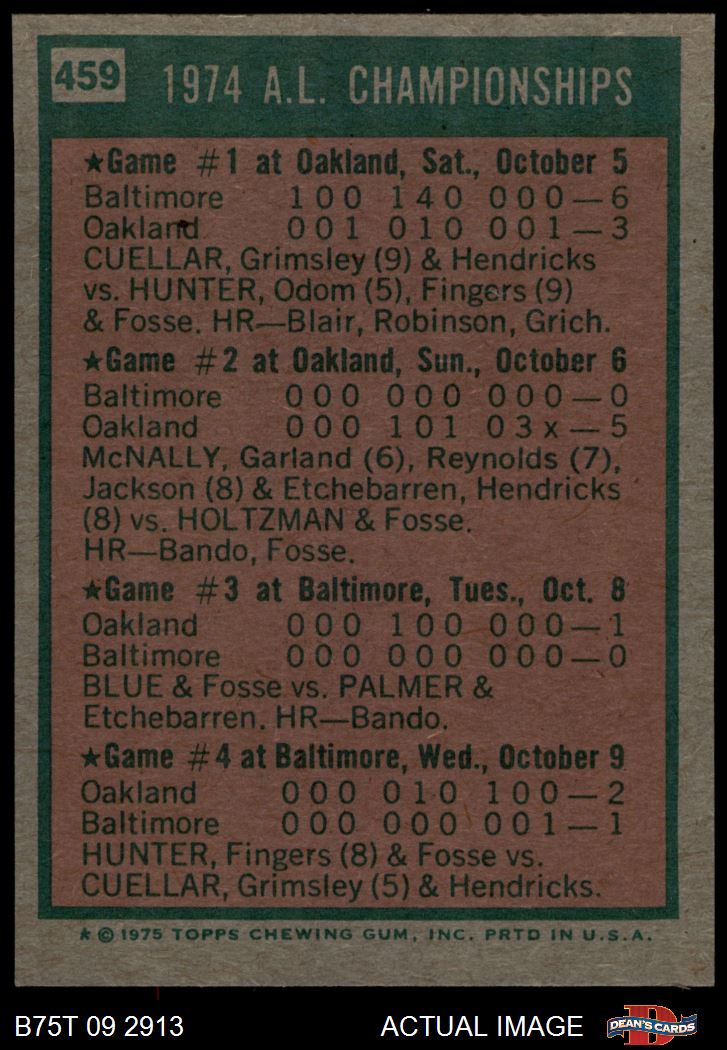 459 1974 A.L. CHAMPIONSHIPS
★Game #1 at Oakland, Sat., October 5
Baltimore 100 140 000—6
Oakland 001 010 001—3
CUELLAR, Grimsley (9) & Hendricks
vs. HUNTER, Odom (5), Fingers (9)
& Fosse. HR—Blair, Robinson, Grich.
★Game #2 at Oakland, Sun., October 6
Baltimore 000 000 000—0
Oakland 000 101 03x—5
McNALLY, Garland (6), Reynolds (7),
Jackson (8) & Etchebarren, Hendricks
(8) vs. HOLTZMAN & Fosse.
HR—Bando, Fosse.
★Game #3 at Baltimore, Tues., Oct. 8
Oakland 000 100 000—1
Baltimore 000 000 000—0
BLUE & Fosse vs. PALMER &
Etchebarren. HR—Bando.
★Game #4 at Baltimore, Wed., October 9
Oakland 000 010 100—2
Baltimore 000 000 001—1
HUNTER, Fingers (8) & Fosse vs.
CUELLAR, Grimsley (5) & Hendricks.
★ © 1975 TOPPS CHEWING GUM, INC. PRTD IN U.S.A.
B75T 09 2913 ACTUAL IMAGE DEAN'S CARDS